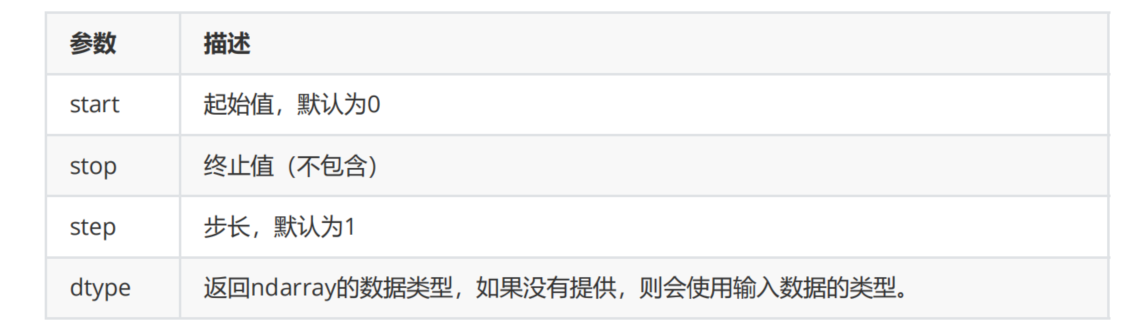 参数 描述
start 起始值，默认为0
stop 终止值（不包含）
step 步长，默认为1
dtype 返回ndarray的数据类型，如果没有提供，则会使用输入数据的类型。